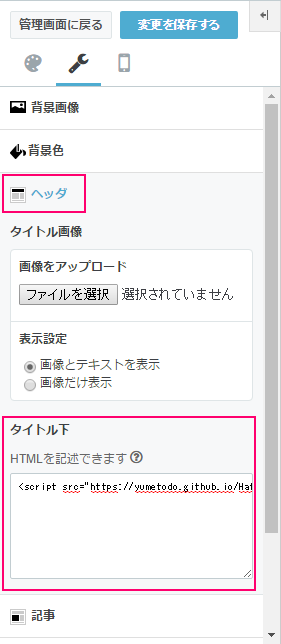 管理画面に戻る
変更を保存する
背景画像
背景色
ヘッダ
タイトル画像
画像をアップロード
ファイルを選択 選択されていません
表示設定
画像とテキストを表示
画像だけ表示
タイトル下
HTMLを記述できます
<script src="https://yumetodo.github.io/Hat
記事